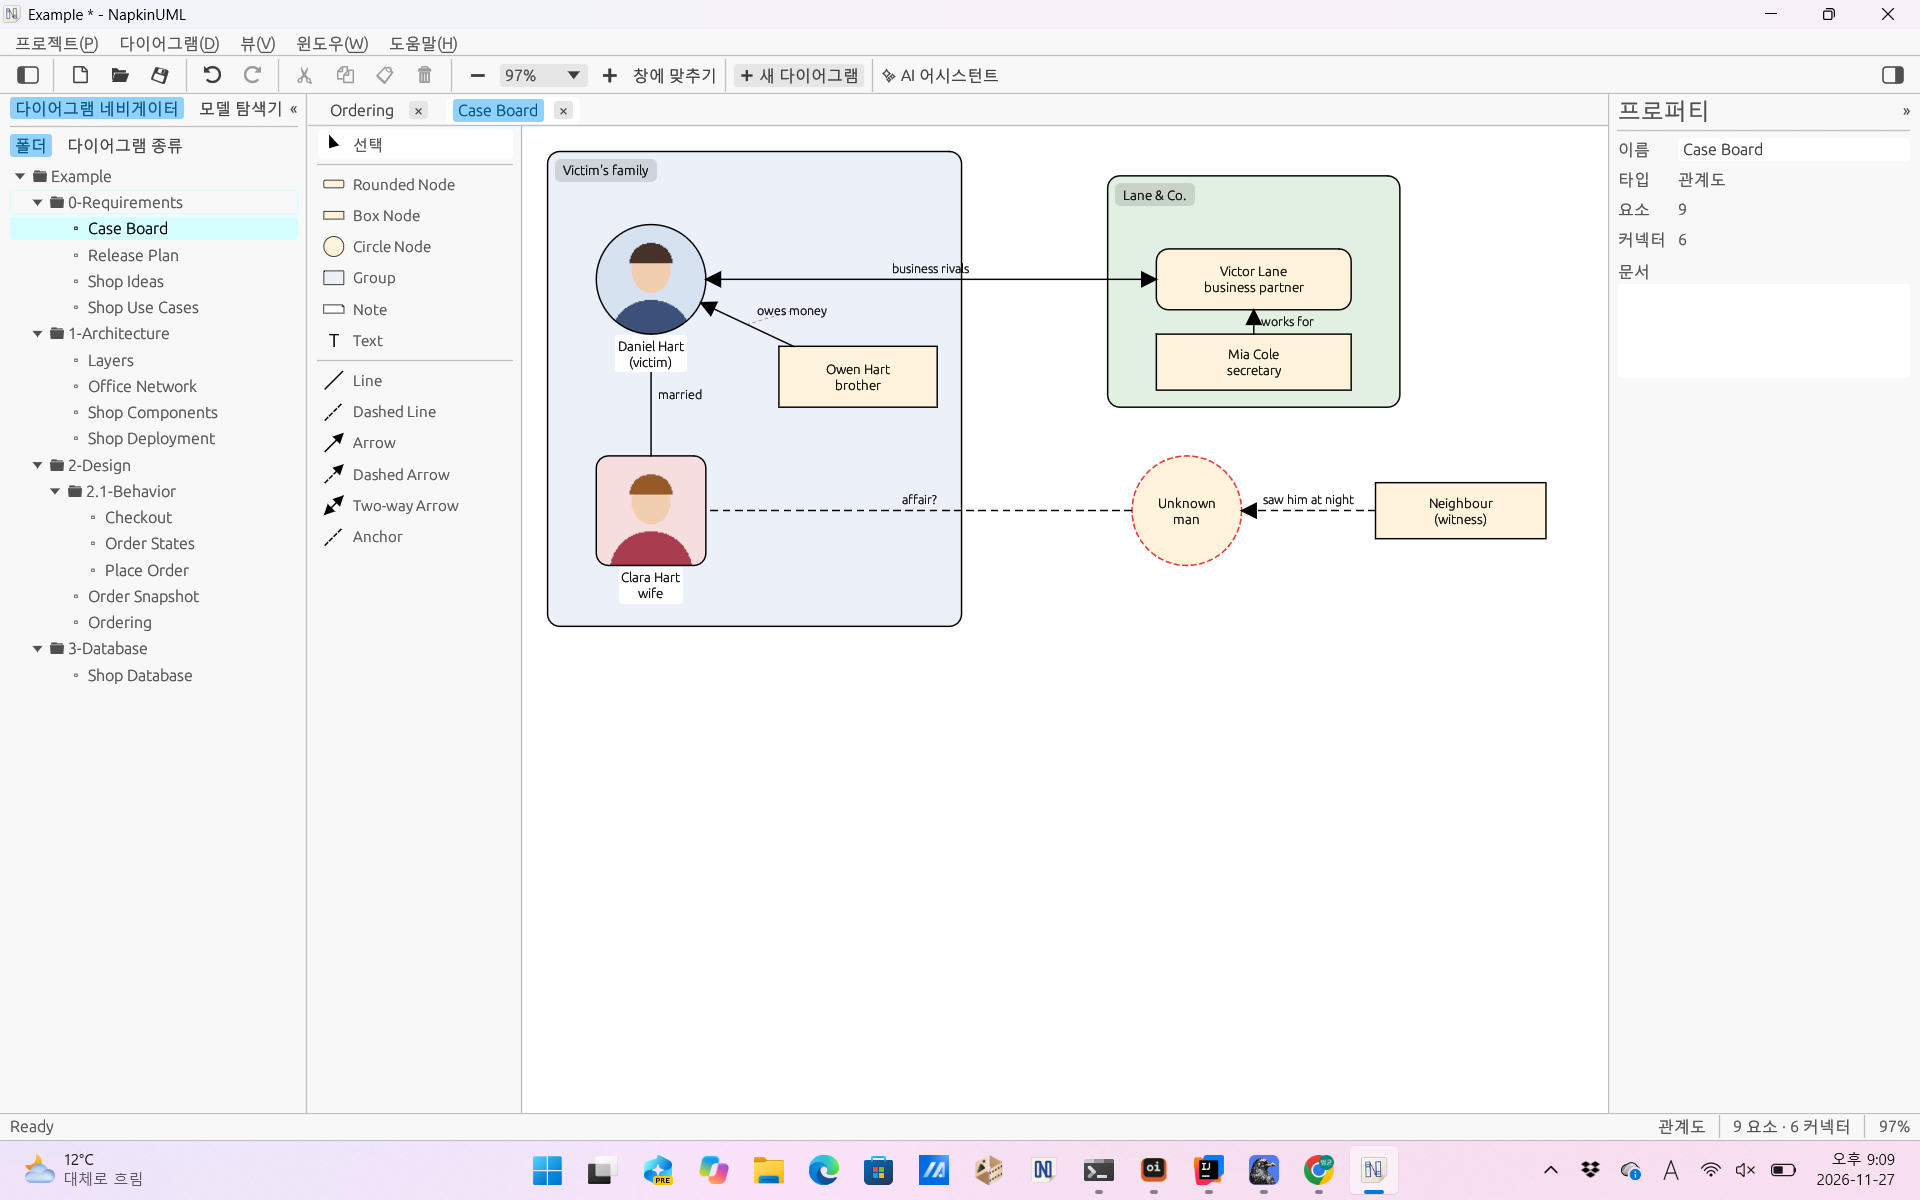 Example * - NapkinUML
프로젝트(P) 다이어그램(D) 뷰(V) 윈도우(W) 도움말(H)
97% 창에 맞추기 + 새 다이어그램 AI 어시스턴트
다이어그램 네비게이터 모델 탐색기 «
폴더 다이어그램 종류
Example
0-Requirements
Case Board
Release Plan
Shop Ideas
Shop Use Cases
1-Architecture
Layers
Office Network
Shop Components
Shop Deployment
2-Design
2.1-Behavior
Checkout
Order States
Place Order
Order Snapshot
Ordering
3-Database
Shop Database
Ordering × Case Board ×
선택
Rounded Node
Box Node
Circle Node
Group
Note
T Text
Line
Dashed Line
Arrow
Dashed Arrow
Two-way Arrow
Anchor
Victim's family
Daniel Hart
(victim)
business rivals
owes money
Owen Hart
brother
married
Clara Hart
wife
affair?
Lane & Co.
Victor Lane
business partner
works for
Mia Cole
secretary
Unknown
man
saw him at night
Neighbour
(witness)
프로퍼티 »
이름 Case Board
타입 관계도
요소 9
커넥터 6
문서
Ready
관계도 9 요소 · 6 커넥터 97%
12°C
대체로 흐림
PRE
oi
IJ
A
오후 9:09
2026-11-27